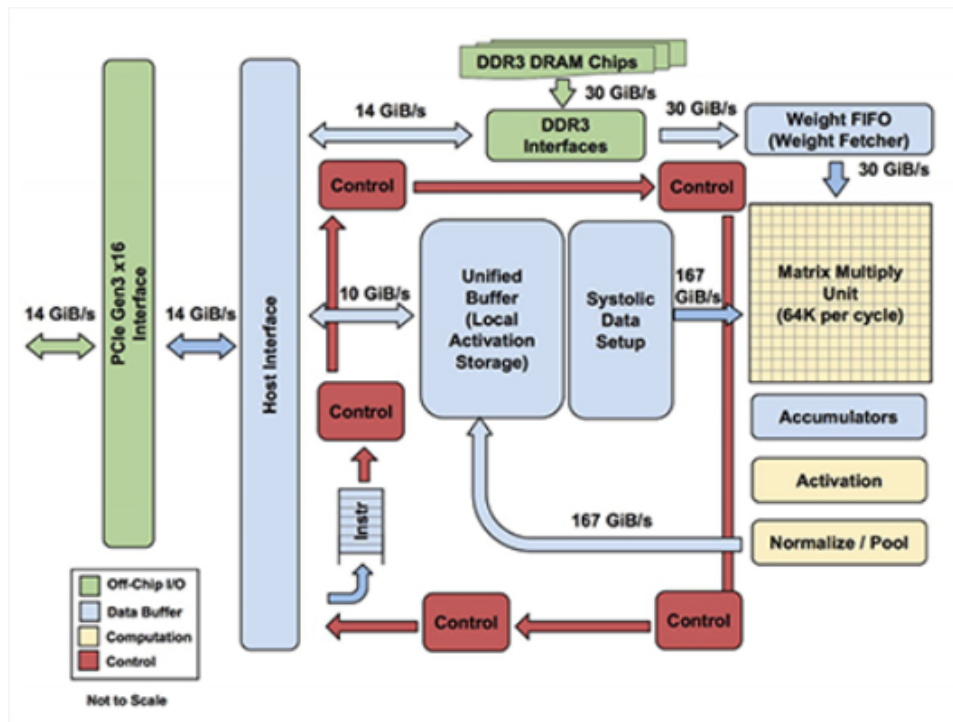 DDR3 DRAM Chips
14 GiB/s
30 GiB/s
30 GiB/s
DDR3
Interfaces
Weight FIFO
(Weight Fetcher)
30 GiB/s
Control
Control
PCIe Gen3 x16
Interface
Host Interface
14 GiB/s
14 GiB/s
10 GiB/s
Unified
Buffer
(Local
Activation
Storage)
Systolic
Data
Setup
167
GiB/s
Matrix Multiply
Unit
(64K per cycle)
Control
Accumulators
Activation
Instr
167 GiB/s
Normalize / Pool
Off-Chip I/O
Data Buffer
Computation
Control
Control
Control
Not to Scale